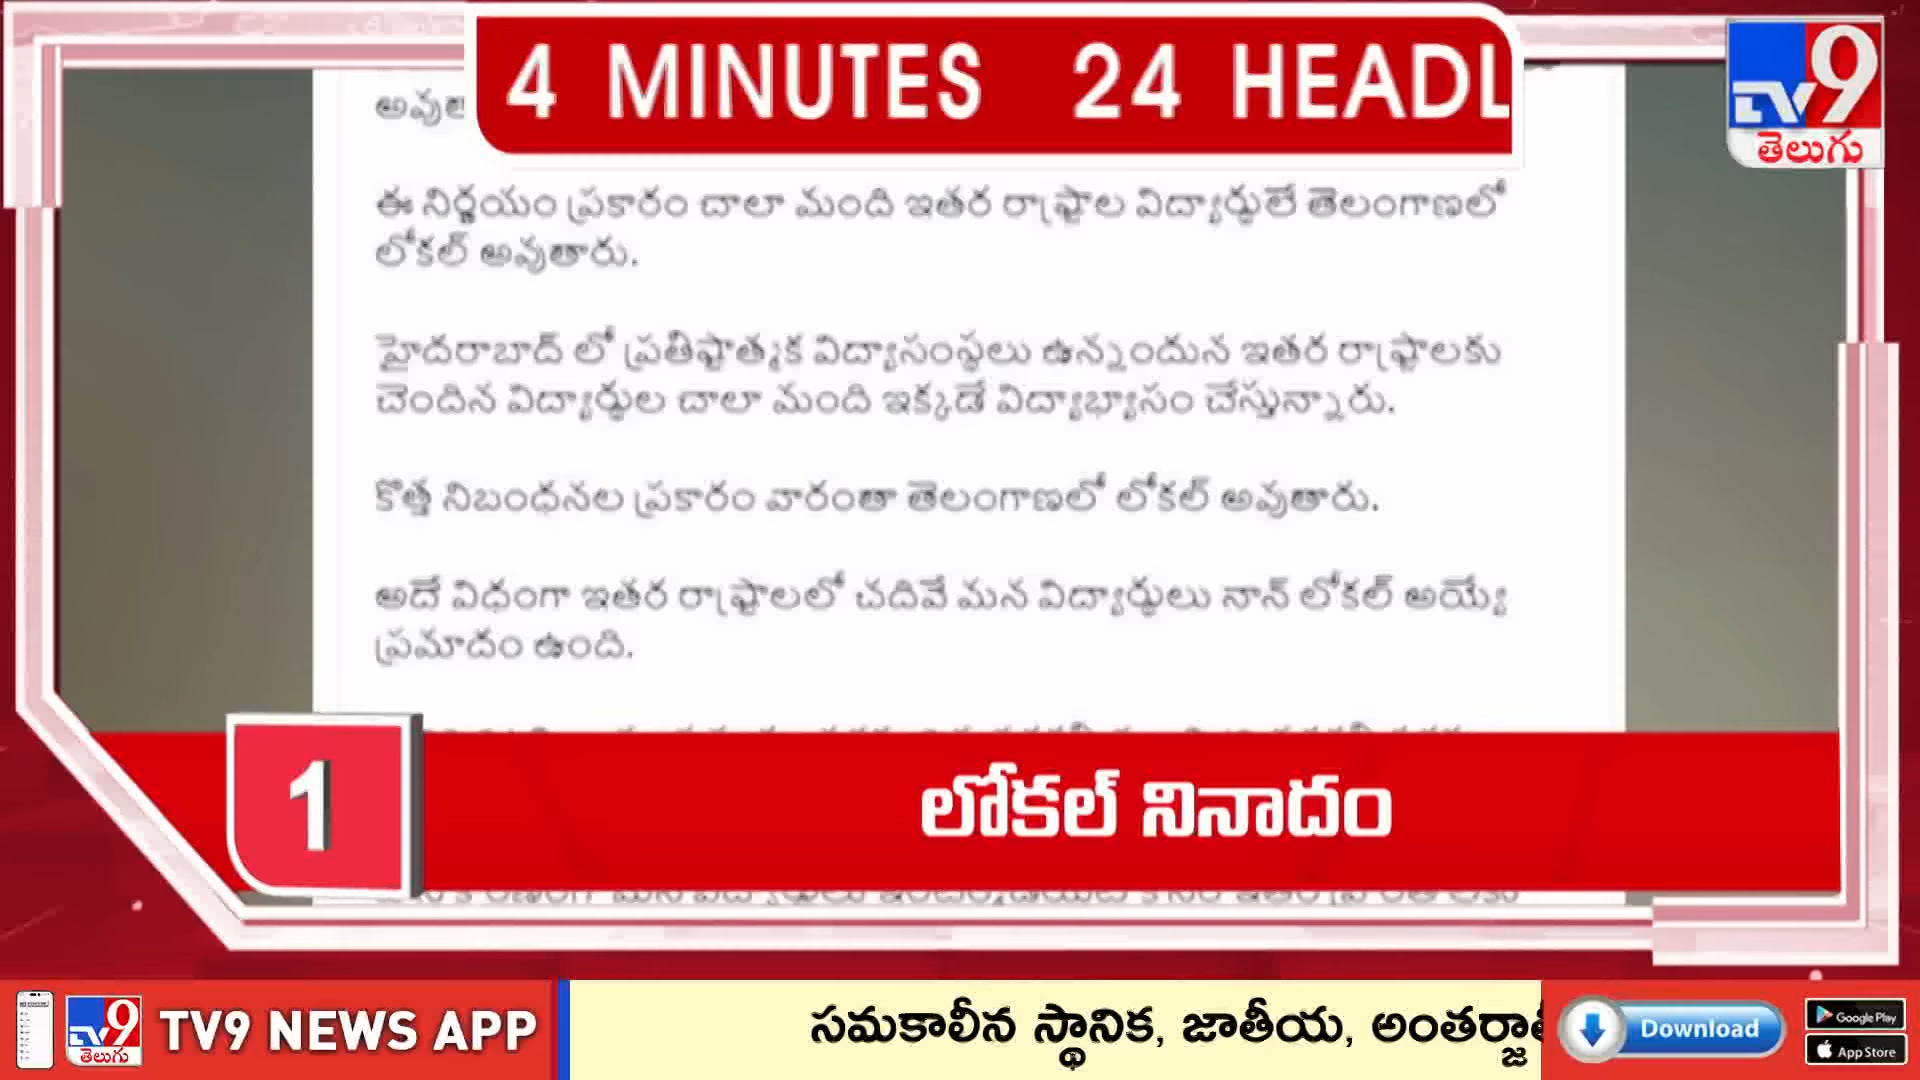 4 MINUTES 24 HEADL
TV9
తెలుగు
ఈ నిర్ణయం ప్రకారం చాలా మంది ఇతర రాష్ట్రాల విద్యార్థులే తెలంగాణలో
లోకల్ అవుతారు.
హైదరాబాద్ లో ప్రతిష్టాత్మక విద్యాసంస్థలు ఉన్నందున ఇతర రాష్ట్రాలకు
చెందిన విద్యార్థుల చాలా మంది ఇక్కడే విద్యాభ్యాసం చేస్తున్నారు.
కొత్త నిబంధనల ప్రకారం వారంతా తెలంగాణలో లోకల్ అవుతారు.
అదే విధంగా ఇతర రాష్ట్రాలలో చదివే మన విద్యార్థులు నాన్ లోకల్ అయ్యే
ప్రమాదం ఉంది.
1
లోకల్ నినాదం
TV9
తెలుగు
TV9 NEWS APP
సమకాలీన స్థానిక, జాతీయ,
Download
Google Play
App Store